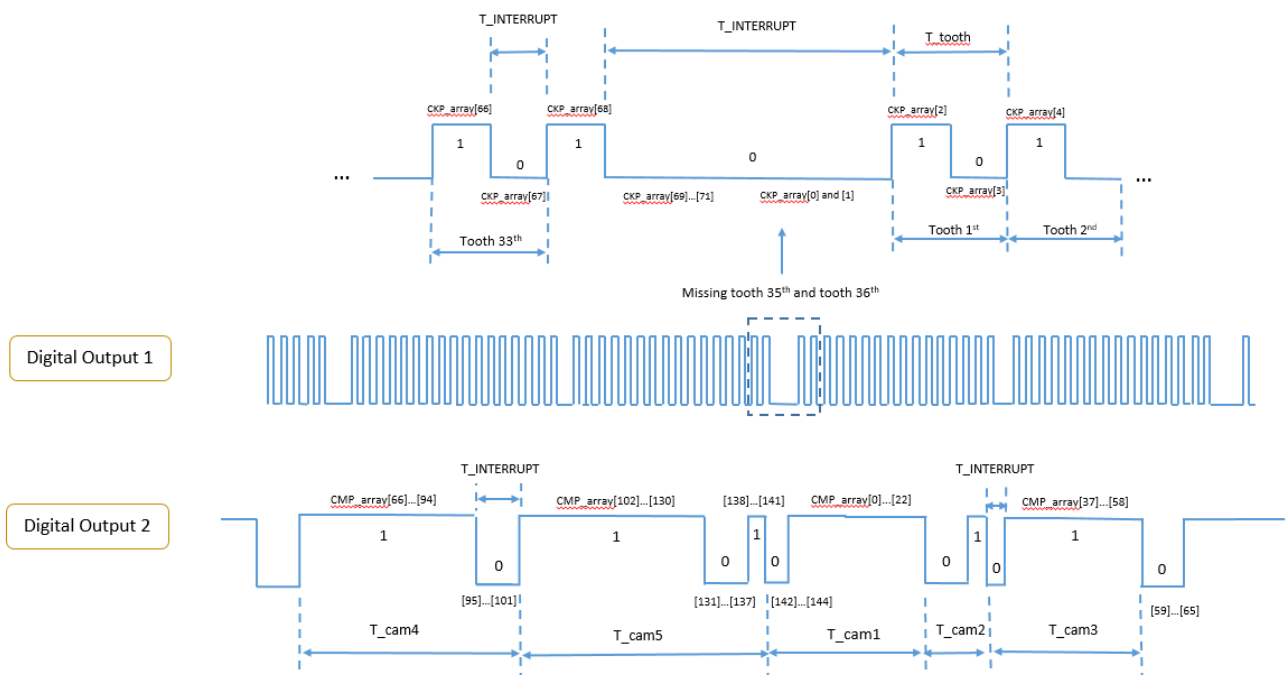 T_INTERRUPT
T_INTERRUPT
T_tooth
CKP_array[66]
CKP_array[68]
CKP_array[2]
CKP_array[4]
1
0
1
0
1
0
1
...
...
CKP_array[67]
CKP_array[69]...[71]
CKP_array[0] and [1]
CKP_array[3]
Tooth 33th
Tooth 1st
Tooth 2nd
Missing tooth 35th and tooth 36th
Digital Output 1
T_INTERRUPT
T_INTERRUPT
CMP_array[66]...[94]
CMP_array[102]...[130]
[138]...[141]
CMP_array[0]...[22]
CMP_array[37]...[58]
Digital Output 2
1
0
1
0
1
0
0
1
0
1
0
[95]...[101]
[131]...[137]
[142]...[144]
[59]...[65]
T_cam4
T_cam5
T_cam1
T_cam2
T_cam3